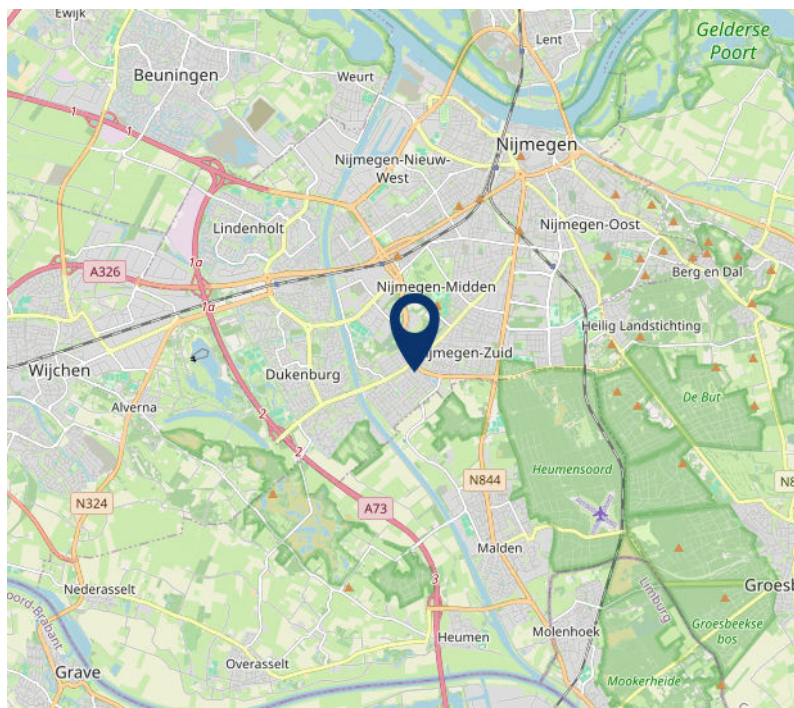 Ewijk
Lent
Gelderse
Poort
Beuningen
Weurt
1
1
Nijmegen
Nijmegen-Nieuw-
West
Lindenholt
Nijmegen-Oost
1a
A326
Berg en Dal
Nijmegen-Midden
1a
Heilig Landstichting
ijmegen-Zuid
Wijchen
Dukenburg
De But
Alverna
2
2
Heumensoord
N324
N844
A73
Malden
3
Nederasselt
Limburg
Groesb
oord-Brabant
Groesbeekse
bos
Heumen
Molenhoek
Overasselt
Grave
Mookerheide